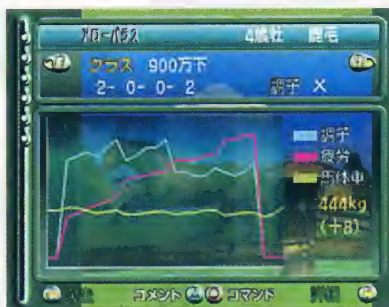 アローパラス 4歳牡 鹿毛
クラス 900万下
2- 0- 0- 2 調子 ×
調子
疲労
馬体重
444kg
(+8)
コメント コマンド